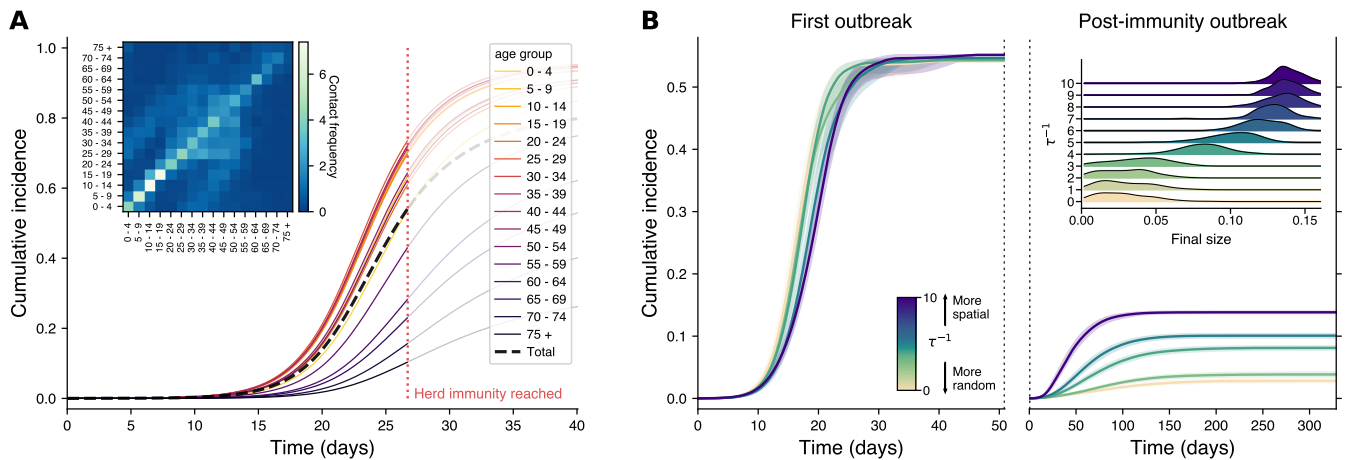 A
Cumulative incidence
1.0
0.8
0.6
0.4
0.2
0.0
0
5
10
15
20
25
30
35
40
Time (days)
75 +
70 - 74
65 - 69
60 - 64
55 - 59
50 - 54
45 - 49
40 - 44
35 - 39
30 - 34
25 - 29
20 - 24
15 - 19
10 - 14
5 - 9
0 - 4
0 - 4
5 - 9
10 - 14
15 - 19
20 - 24
25 - 29
30 - 34
35 - 39
40 - 44
45 - 49
50 - 54
55 - 59
60 - 64
65 - 69
70 - 74
75 +
6
4
2
0
Contact frequency
age group
0 - 4
5 - 9
10 - 14
15 - 19
20 - 24
25 - 29
30 - 34
35 - 39
40 - 44
45 - 49
50 - 54
55 - 59
60 - 64
65 - 69
70 - 74
75 +
Total
Herd immunity reached
B
First outbreak
Cumulative incidence
0.5
0.4
0.3
0.2
0.1
0.0
0
10
20
30
40
50
Time (days)
10
τ⁻¹
0
More
spatial
More
random
Post-immunity outbreak
τ⁻¹
10
9
8
7
6
5
4
3
2
1
0
0.00
0.05
0.10
0.15
Final size
0
50
100
150
200
250
300
Time (days)